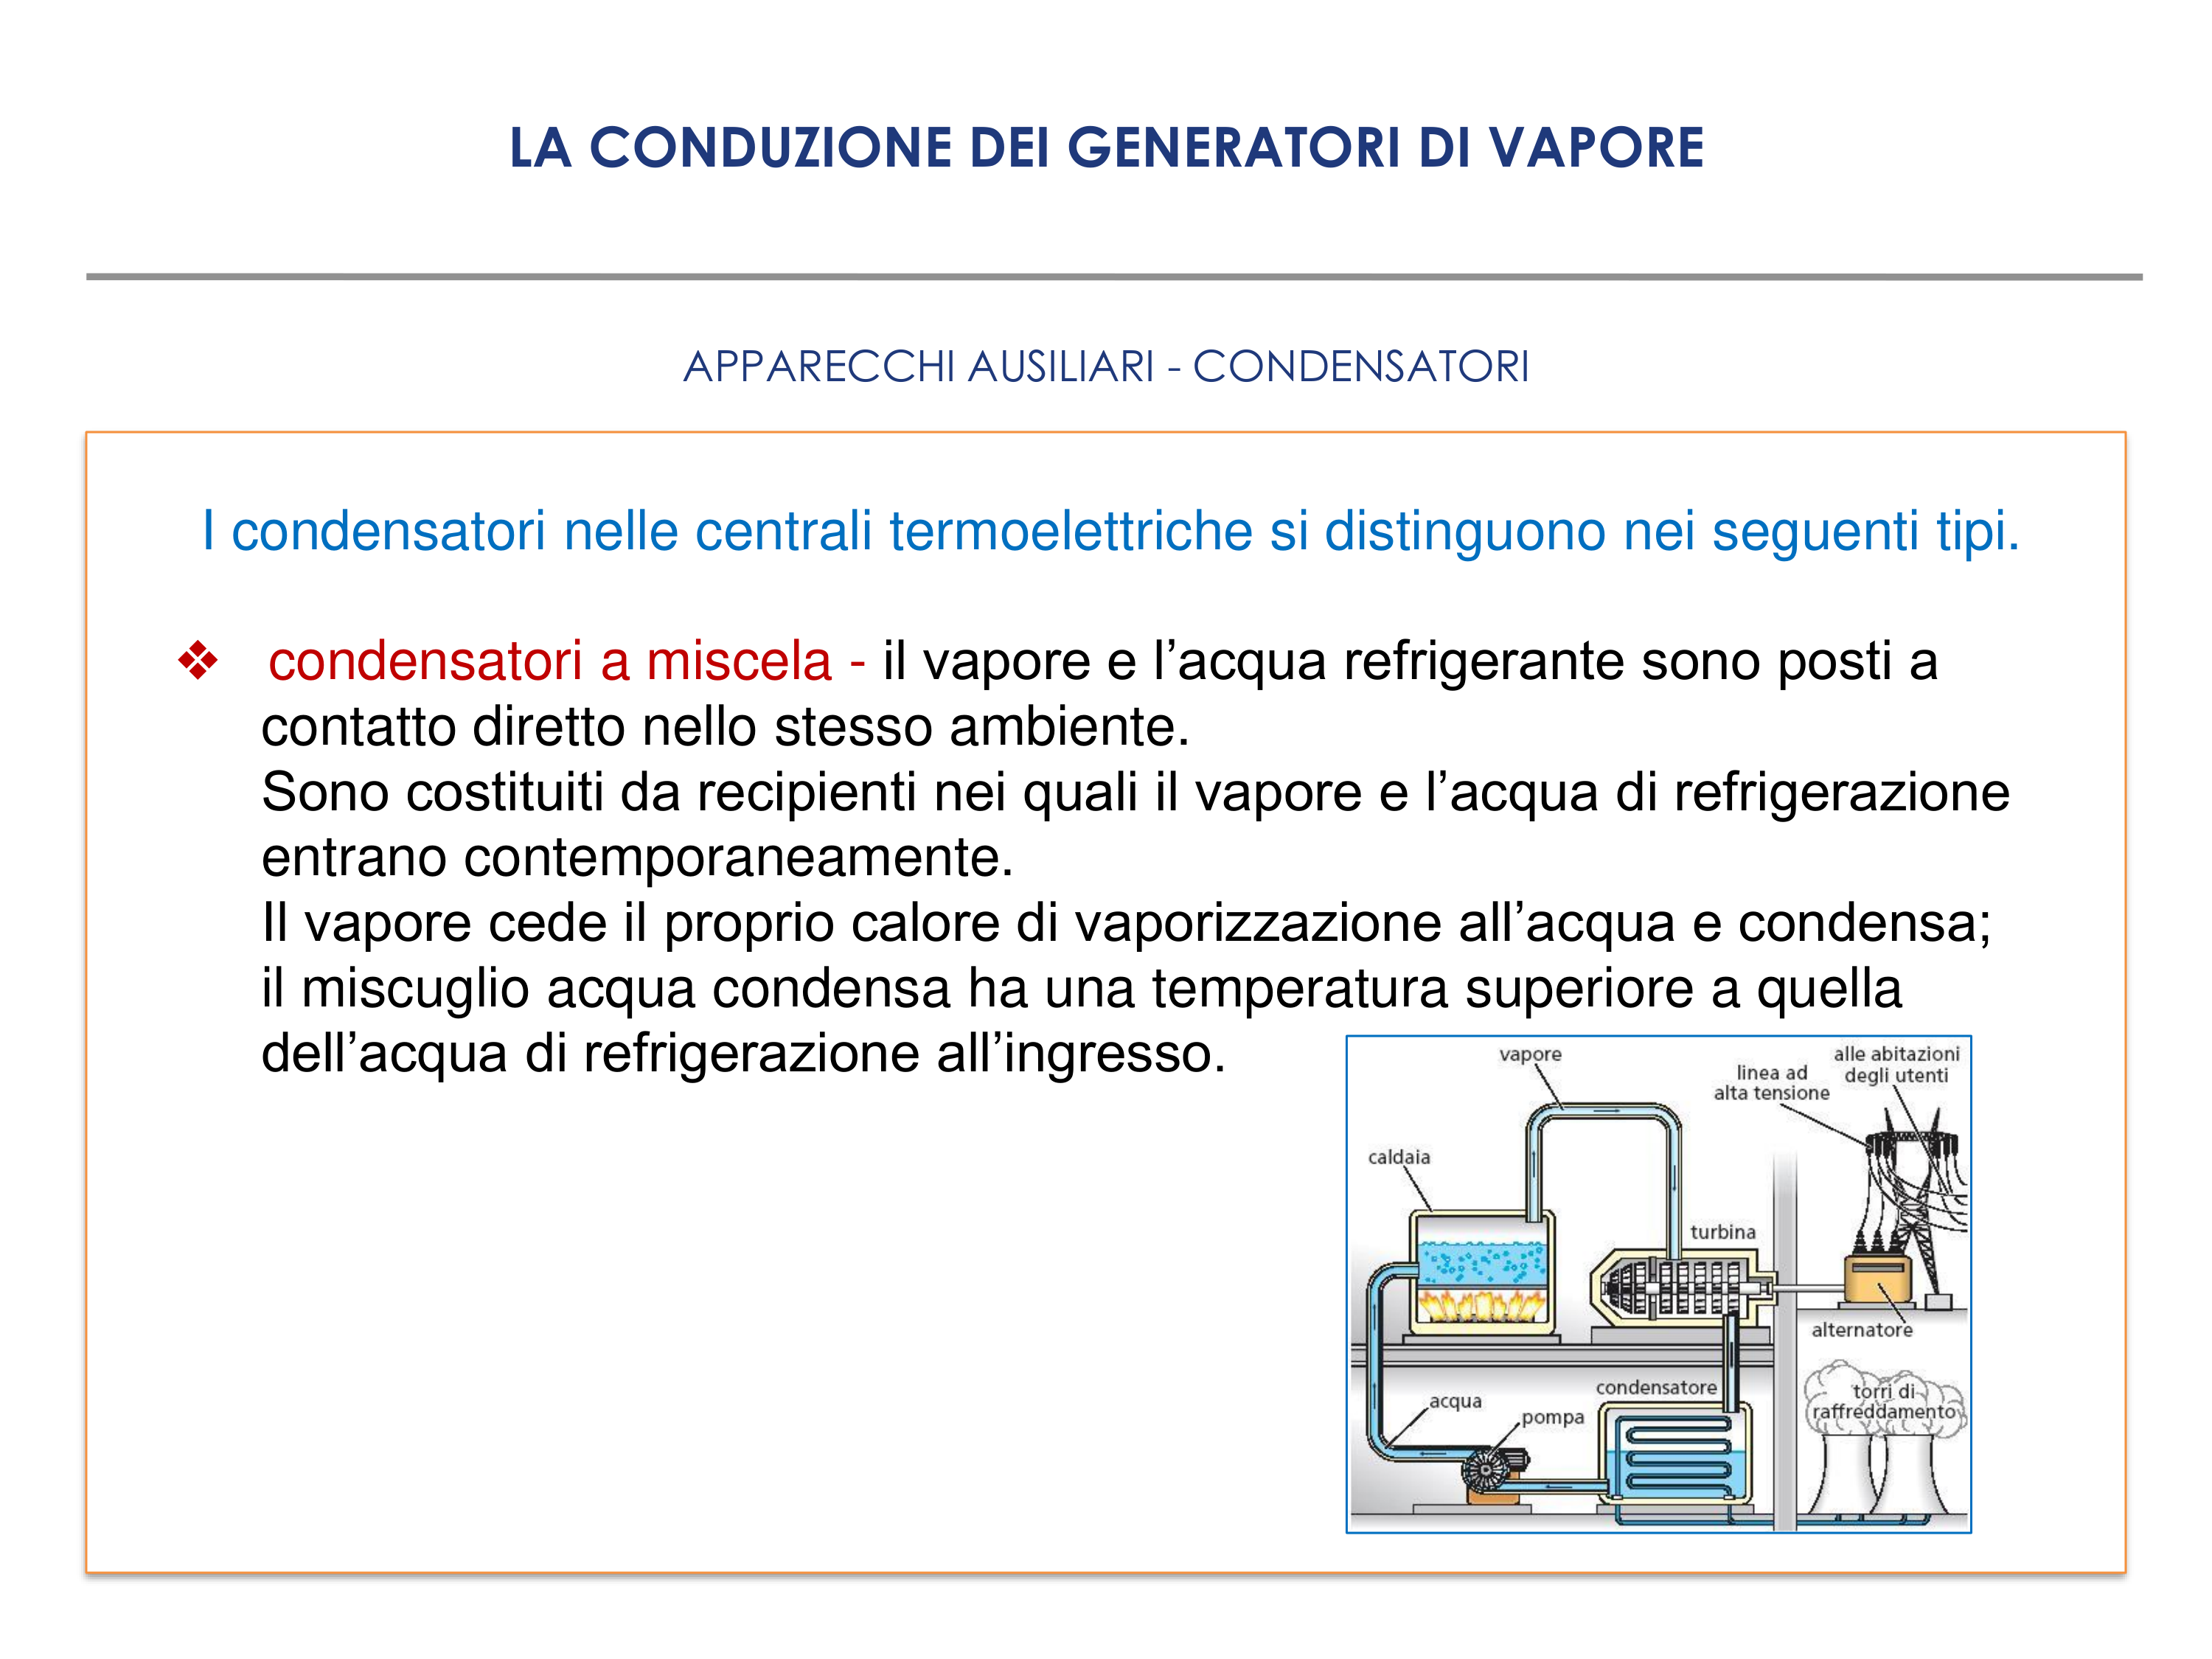 LA CONDUZIONE DEI GENERATORI DI VAPORE
APPARECCHI AUSILIARI - CONDENSATORI
I condensatori nelle centrali termoelettriche si distinguono nei seguenti tipi.
❖ condensatori a miscela - il vapore e l’acqua refrigerante sono posti a
contatto diretto nello stesso ambiente.
Sono costituiti da recipienti nei quali il vapore e l’acqua di refrigerazione
entrano contemporaneamente.
Il vapore cede il proprio calore di vaporizzazione all’acqua e condensa;
il miscuglio acqua condensa ha una temperatura superiore a quella
dell’acqua di refrigerazione all’ingresso.
vapore
alle abitazioni
degli utenti
linea ad
alta tensione
caldaia
turbina
alternatore
condensatore
torri di
raffreddamento
acqua
pompa